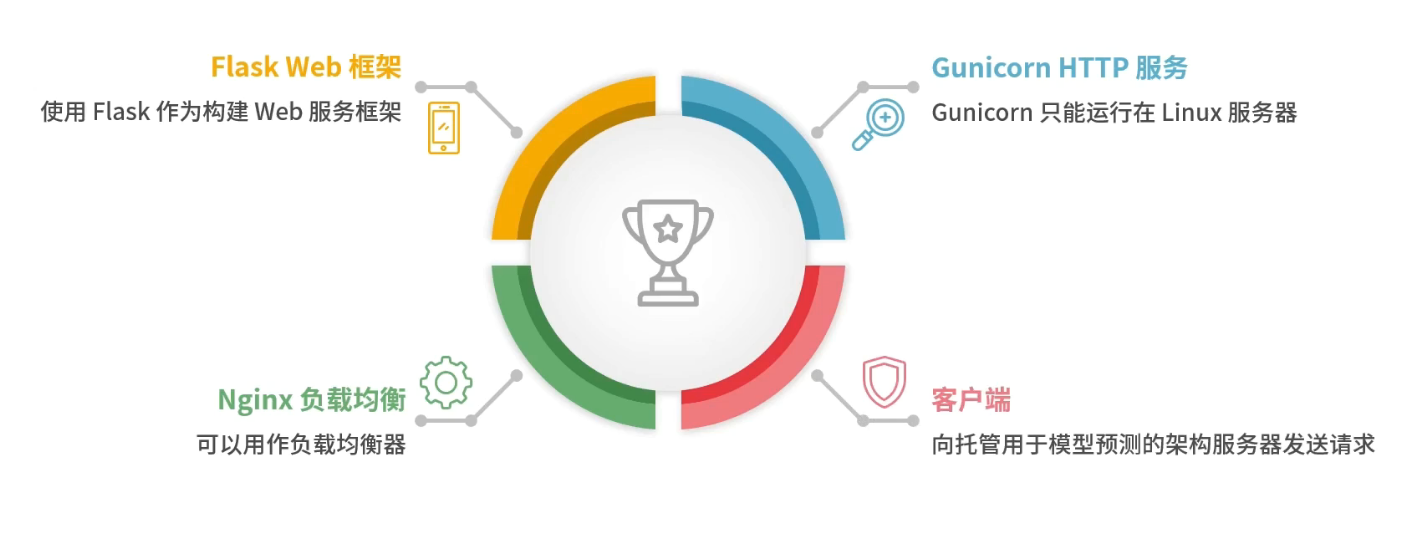 Flask Web 框架
使用 Flask 作为构建 Web 服务框架
Gunicorn HTTP 服务
Gunicorn 只能运行在 Linux 服务器
Nginx 负载均衡
可以用作负载均衡器
客户端
向托管用于模型预测的架构服务器发送请求